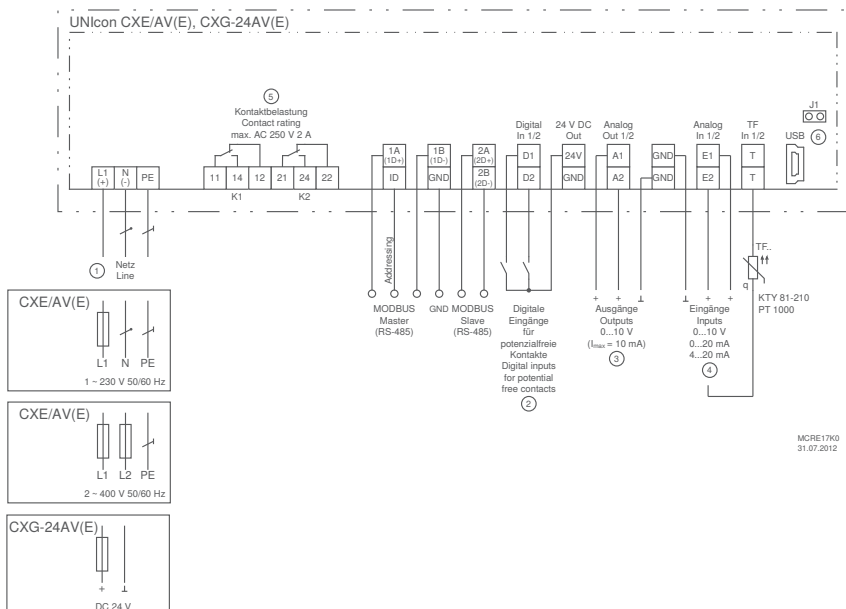 UNIcon CXE/AV(E), CXG-24AV(E)
5
Kontaktbelastung
Contact rating
max. AC 250 V 2 A
Digital
In 1/2
24 V DC
Out
Analog
Out 1/2
Analog
In 1/2
TF
In 1/2
J1
USB
6
L1
(+)
N
(-)
PE
11
14
12
21
24
22
K1
K2
1A
(1D+)
ID
1B
(1D-)
GND
2A
(2D+)
2B
(2D-)
D1
D2
24V
GND
A1
A2
GND
GND
E1
E2
T
T
1
Netz
Line
Addressing
MODBUS
Master
(RS-485)
GND
MODBUS
Slave
(RS-485)
Digitale
Eingänge
für
potenzialfreie
Kontakte
Digital inputs
for potential
free contacts
2
+ + ⊥
Ausgänge
Outputs
0...10 V
(Imax = 10 mA)
3
⊥ + +
Eingänge
Inputs
0...10 V
0...20 mA
4...20 mA
4
TF..
q
KTY 81-210
PT 1000
CXE/AV(E)
L1 N PE
1 ~ 230 V 50/60 Hz
CXE/AV(E)
L1 L2 PE
2 ~ 400 V 50/60 Hz
CXG-24AV(E)
+ ⊥
DC 24 V
MCRE17K0
31.07.2012